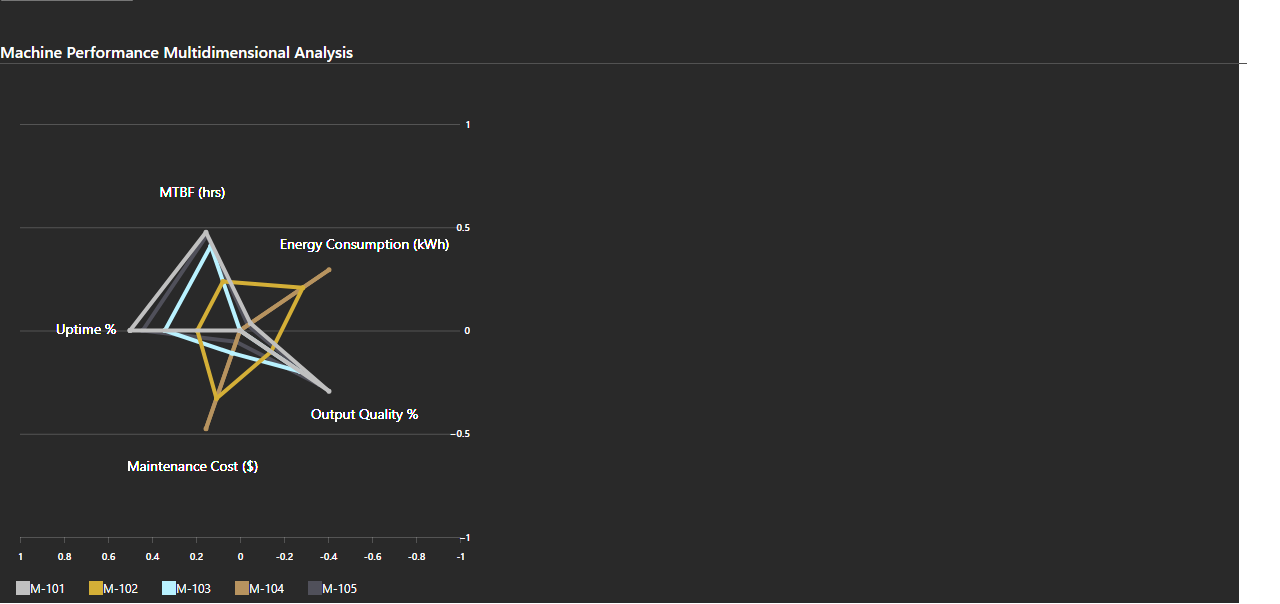 Machine Performance Multidimensional Analysis
1
MTBF (hrs)
0.5
Energy Consumption (kWh)
Uptime %
0
Output Quality %
−0.5
Maintenance Cost ($)
−1
1 0.8 0.6 0.4 0.2 0 -0.2 -0.4 -0.6 -0.8 -1
M-101 M-102 M-103 M-104 M-105